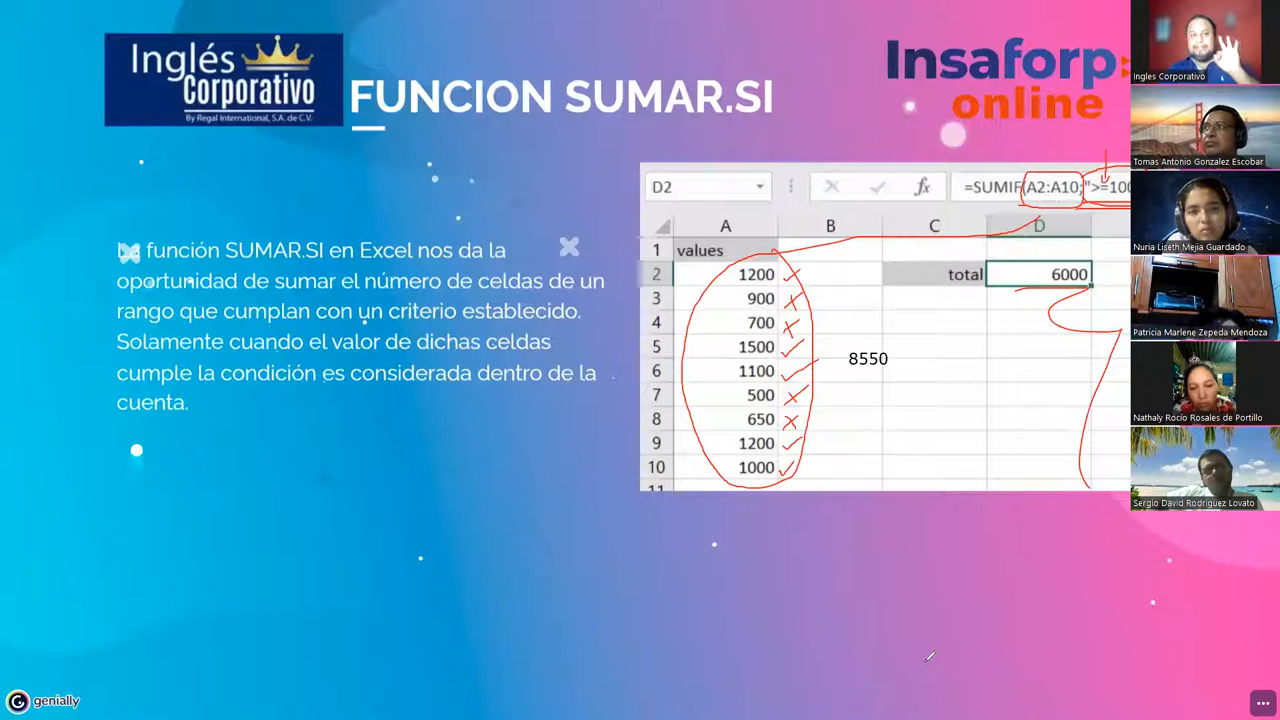 Inglés
Corporativo
By Regal International, S.A. de C.V.
FUNCION SUMAR.SI
Insaforp
online
La función SUMAR.SI en Excel nos da la
oportunidad de sumar el número de celdas de un
rango que cumplan con un criterio establecido.
Solamente cuando el valor de dichas celdas
cumple la condición es considerada dentro de la
cuenta.
D2 fx =SUMIF(A2:A10;">=100
A B C D
1 values
2 1200 total 6000
3 900
4 700
5 1500
6 1100
8550
7 500
8 650
9 1200
10 1000
11
Ingles Corporativo
Tomas Antonio Gonzalez Escobar
Nuria Liseth Mejia Guardado
Patricia Marlene Zepeda Mendoza
Nathaly Rocío Rosales de Portillo
Sergio David Rodriguez Lovato
genially